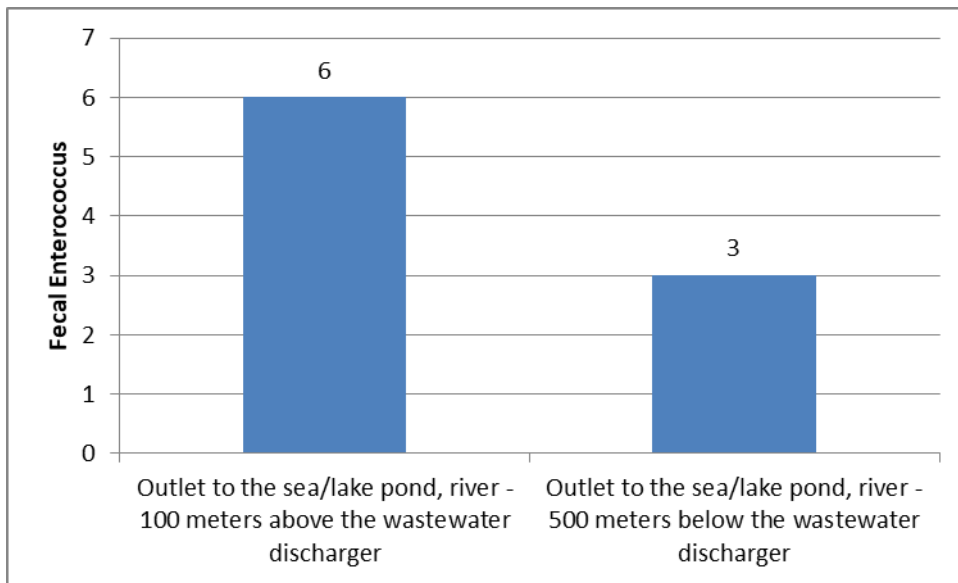 7
6
5
4
3
2
1
0
Fecal Enterococcus
6
3
Outlet to the sea/lake pond, river -
100 meters above the wastewater
discharger
Outlet to the sea/lake pond, river -
500 meters below the wastewater
discharger